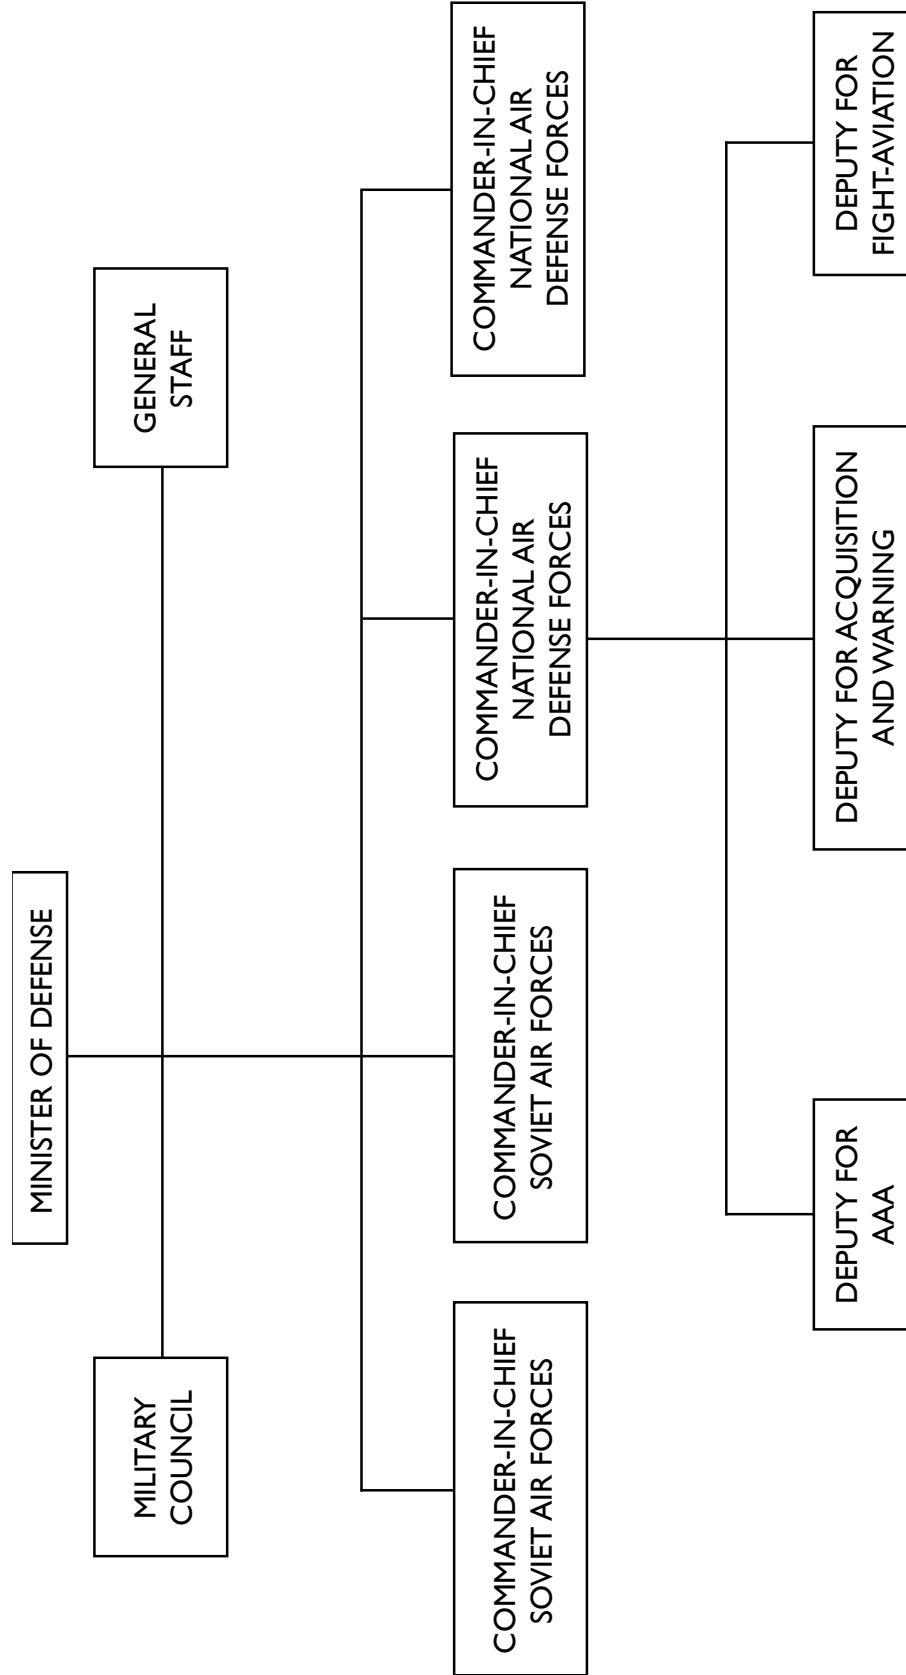 MINISTER OF DEFENSE
MILITARY
COUNCIL
GENERAL
STAFF
COMMANDER-IN-CHIEF
SOVIET AIR FORCES
COMMANDER-IN-CHIEF
SOVIET AIR FORCES
COMMANDER-IN-CHIEF
NATIONAL AIR
DEFENSE FORCES
COMMANDER-IN-CHIEF
NATIONAL AIR
DEFENSE FORCES
DEPUTY FOR
AAA
DEPUTY FOR ACQUISITION
AND WARNING
DEPUTY FOR
FIGHT-AVIATION